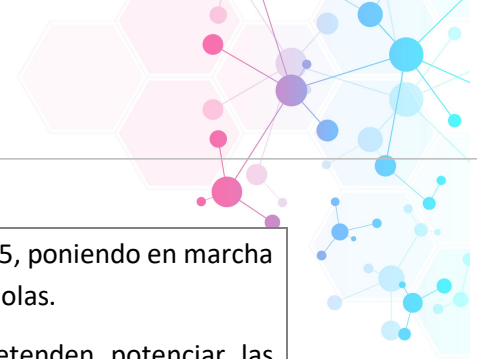 5, poniendo en marcha
olas.
etenden potenciar las